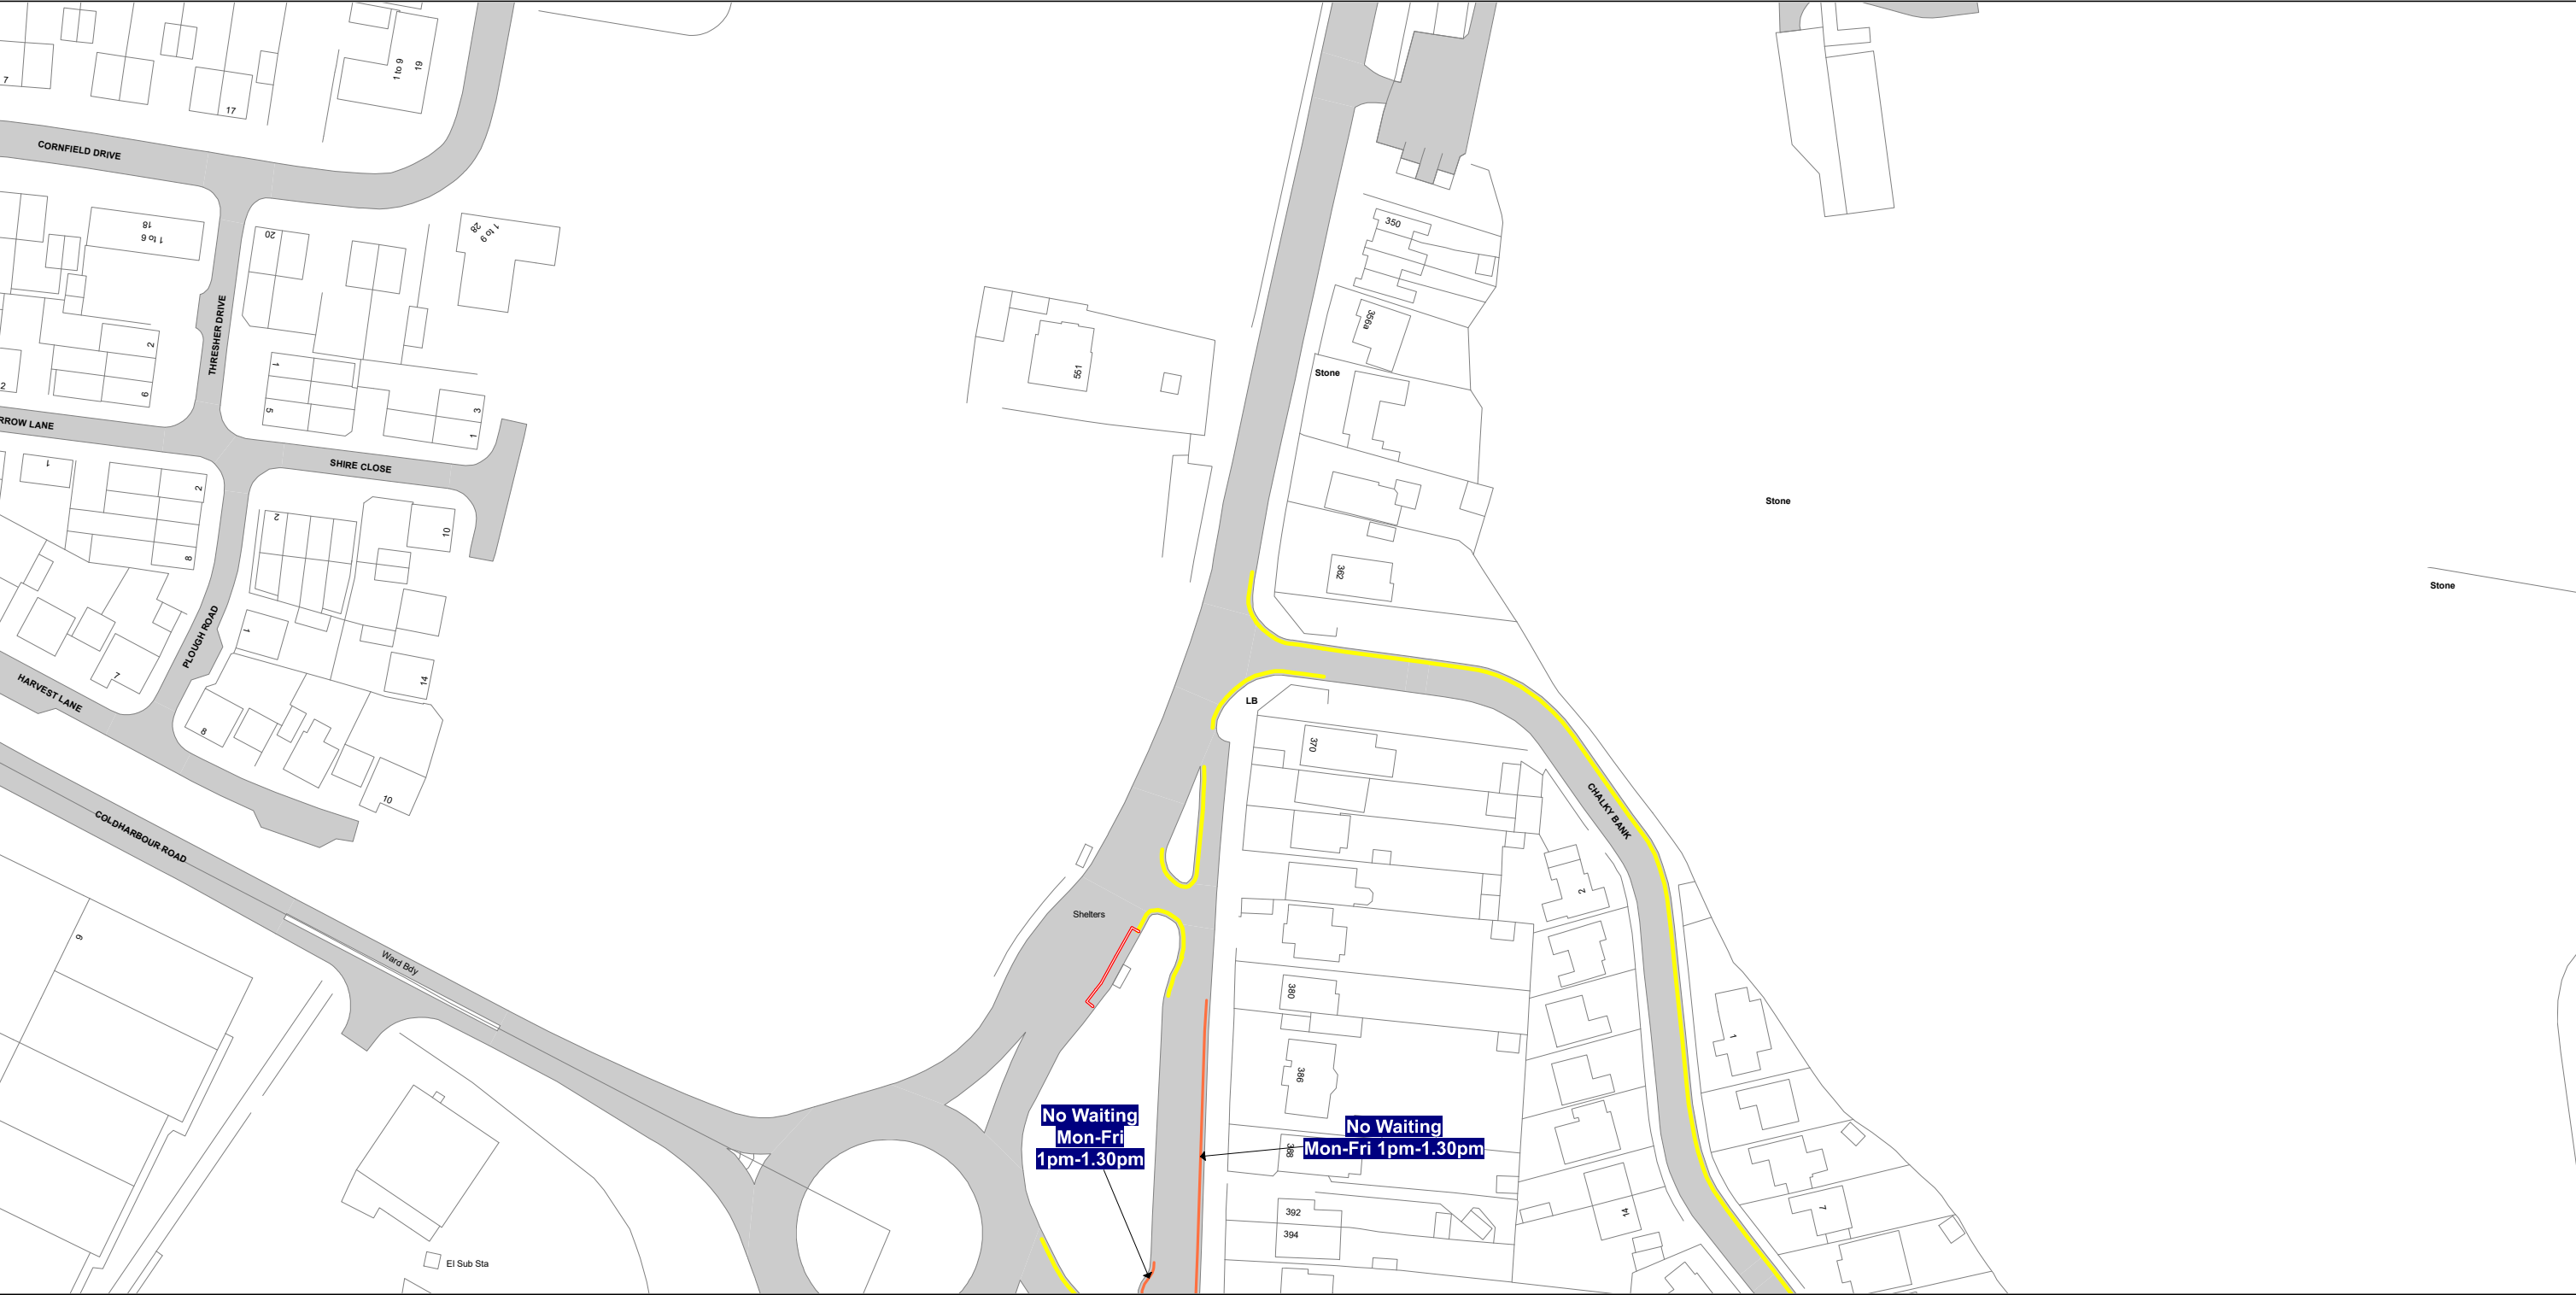 7
17
1 to 9
19
CORNFIELD DRIVE
18
1 to 6
20
1 to 9
28
350
THRESHER DRIVE
2
6
2
1
5
3
1
551
356a
Stone
RROW LANE
SHIRE CLOSE
1
2
8
2
10
Stone
362
Stone
PLOUGH ROAD
1
7
14
HARVEST LANE
8
LB
370
10
CHALKY BANK
COLDHARBOUR ROAD
2
Shelters
9
Ward Bdy
380
1
386
No Waiting
Mon-Fri
1pm-1.30pm
No Waiting
Mon-Fri 1pm-1.30pm
388
392
394
14
7
El Sub Sta